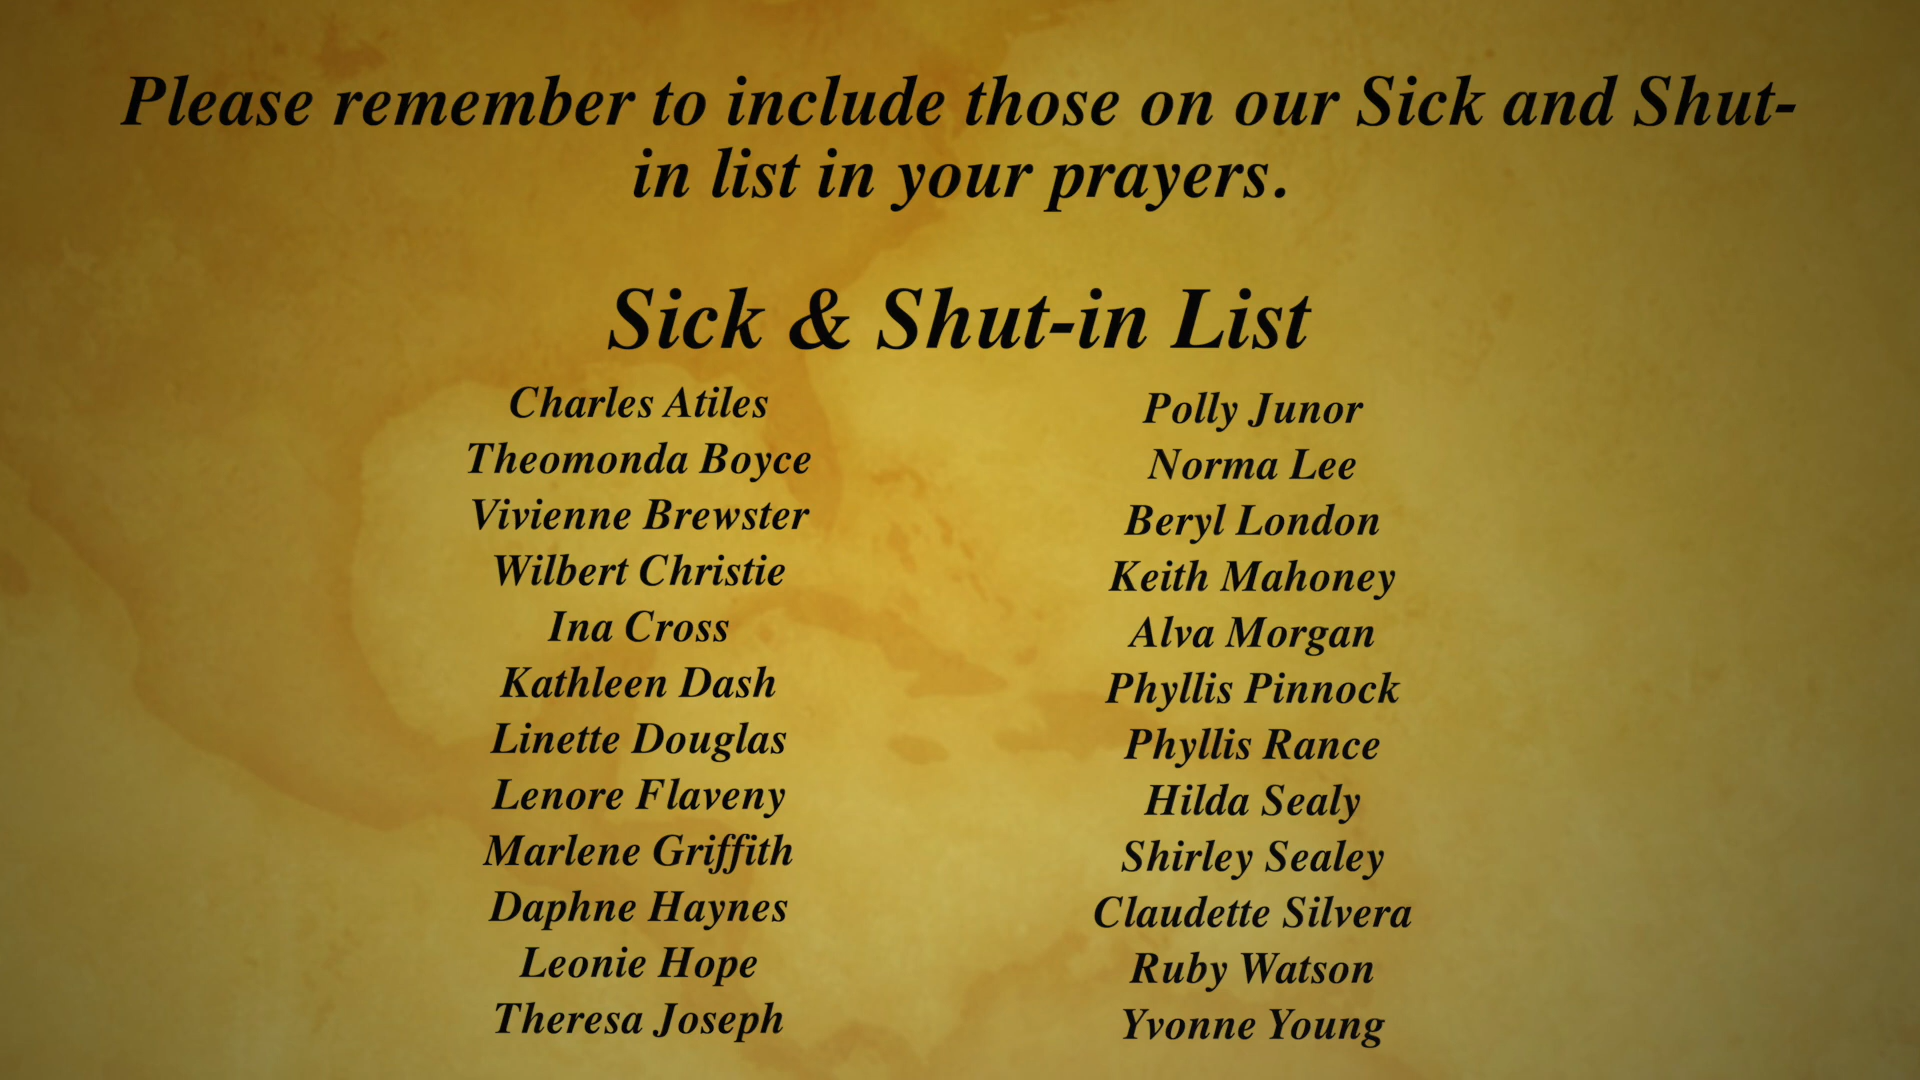 Please remember to include those on our Sick and Shut-
in list in your prayers.
Sick & Shut-in List
Charles Atiles
Theomonda Boyce
Vivienne Brewster
Wilbert Christie
Ina Cross
Kathleen Dash
Linette Douglas
Lenore Flaveny
Marlene Griffith
Daphne Haynes
Leonie Hope
Theresa Joseph
Polly Junor
Norma Lee
Beryl London
Keith Mahoney
Alva Morgan
Phyllis Pinnock
Phyllis Rance
Hilda Sealy
Shirley Sealey
Claudette Silvera
Ruby Watson
Yvonne Young